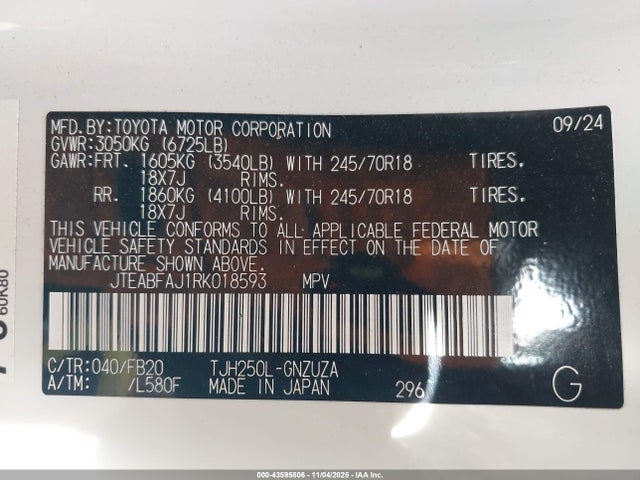 MFD.BY:TOYOTA MOTOR CORPORATION 09/24
GVWR:3050KG (6725LB)
GAWR:FRT. 1605KG (3540LB) WITH 245/70R18 TIRES.
18X7J RIMS.
RR. 1860KG (4100LB) WITH 245/70R18 TIRES.
18X7J RIMS.
THIS VEHICLE CONFORMS TO ALL APPLICABLE FEDERAL MOTOR
VEHICLE SAFETY STANDARDS IN EFFECT ON THE DATE OF
MANUFACTURE SHOWN ABOVE.
JTEABFAJ1RK018593 MPV
C/TR:040/FB20 TJH250L-GNZUZA
A/TM: /L580F MADE IN JAPAN 296 G
60K80
000-43595806 - 11/04/2025 - IAA Inc.